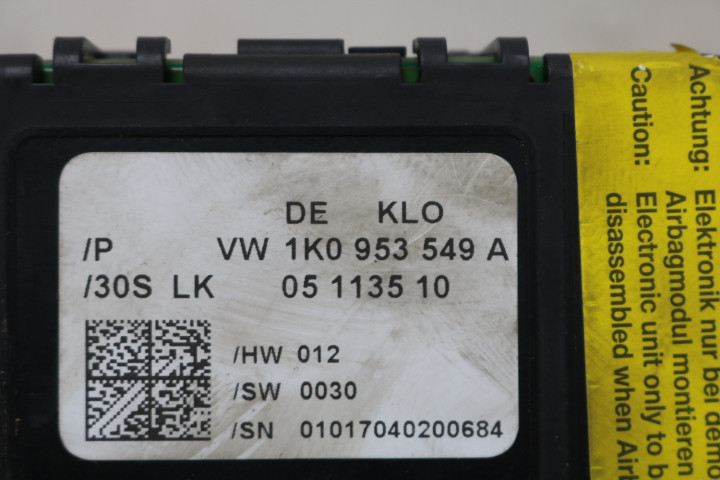 DE KLO
/P VW 1K0 953 549 A
/30S LK 05 1135 10
/HW 012
/SW 0030
/SN 01017040200684
Achtung: Elektronik nur bei
Airbagmodul montieren
Caution: Electronic unit only to
disassembled when